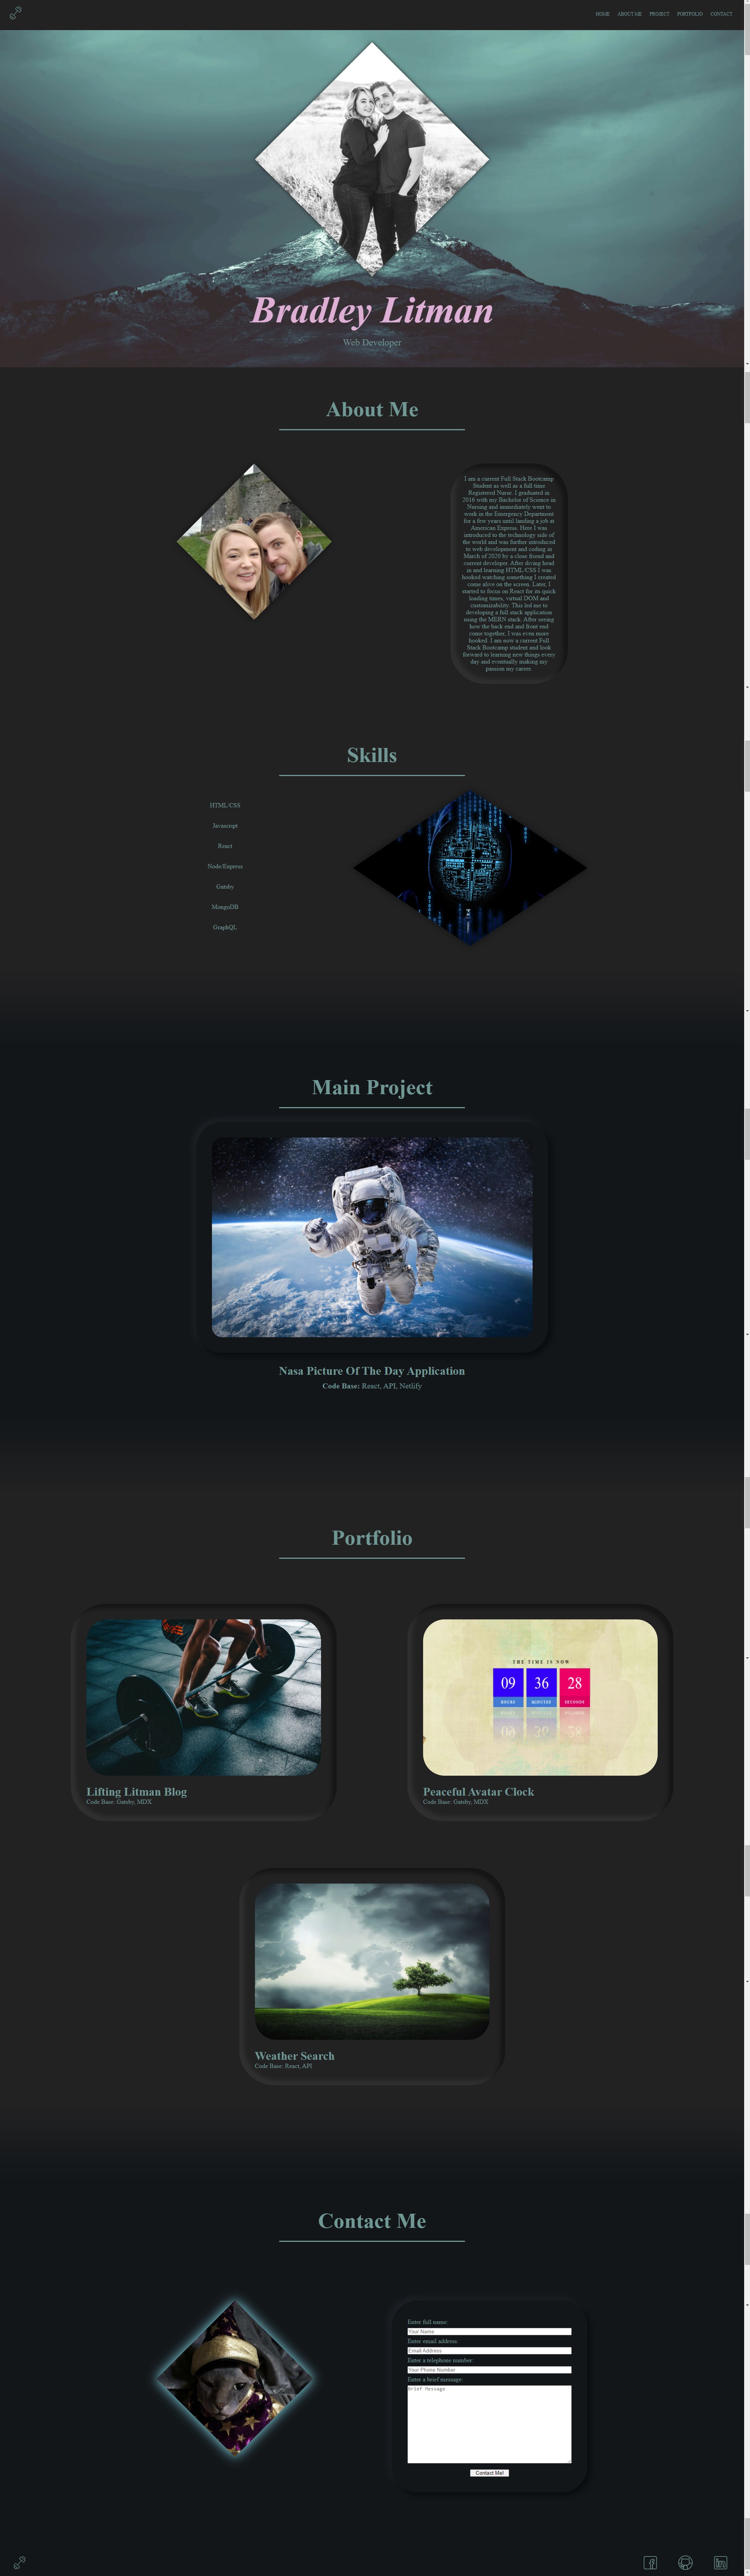 HOME ABOUT ME PROJECT PORTFOLIO CONTACT
Bradley Litman
Web Developer
About Me
I am a current Full Stack Bootcamp
Student as well as a full time
Registered Nurse. I graduated in
2016 with my Bachelor of Science in
Nursing and immediately went to
work in the Emergency Department
for a few years until landing a job at
American Express. Here I was
introduced to the technology side of
the world and was further introduced
to web development and coding in
March of 2020 by a close friend and
current developer. After diving head
in and learning HTML/CSS I was
hooked watching something I created
come alive on the screen. Later, I
started to focus on React for its quick
loading times, virtual DOM and
customizability. This led me to
developing a full stack application
using the MERN stack. After seeing
how the back end and front end
come together, I was even more
hooked. I am now a current Full
Stack Bootcamp student and look
forward to learning new things every
day and eventually making my
passion my career.
Skills
HTML/CSS
Javascript
React
Node/Express
Gatsby
MongoDB
GraphQL
Main Project
Nasa Picture Of The Day Application
Code Base: React, API, Netlify
Portfolio
THE TIME IS NOW
09 36 28
HOURS MINUTES SECONDS
Lifting Litman Blog
Code Base: Gatsby, MDX
Peaceful Avatar Clock
Code Base: Gatsby, MDX
Weather Search
Code Base: React, API
Contact Me
Enter full name:
Your Name
Enter email address:
Email Address
Enter a telephone number:
Your Phone Number
Enter a brief message:
Brief Message
Contact Me!